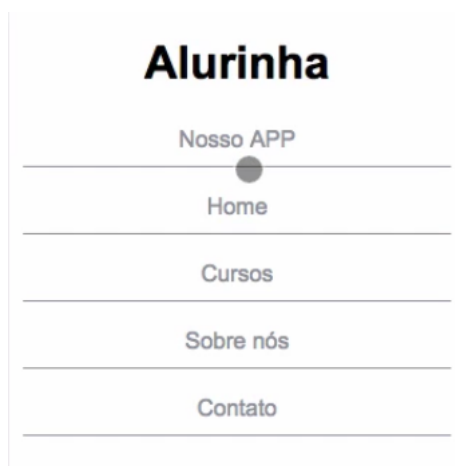 Alurinha
Nosso APP
Home
Cursos
Sobre nós
Contato